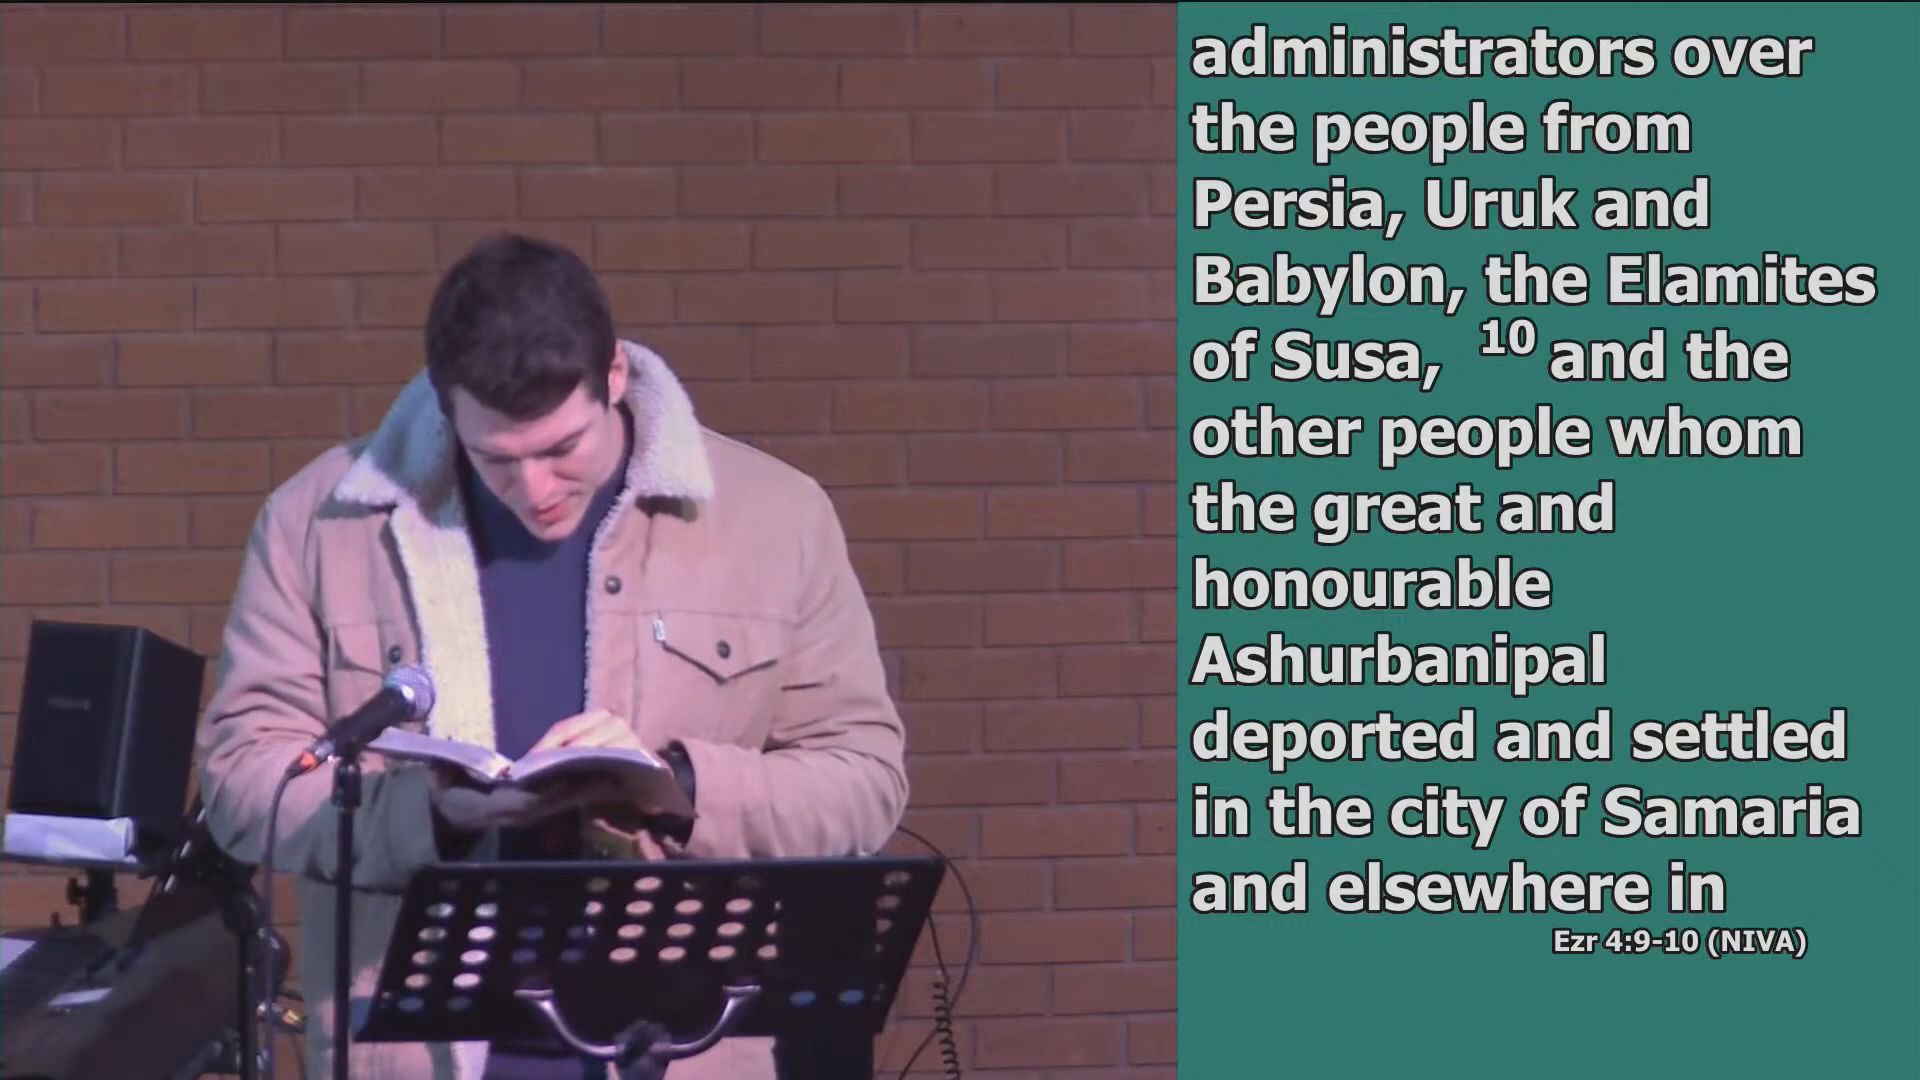 administrators over
the people from
Persia, Uruk and
Babylon, the Elamites
of Susa, 10 and the
other people whom
the great and
honourable
Ashurbanipal
deported and settled
in the city of Samaria
and elsewhere in
Ezr 4:9-10 (NIVA)